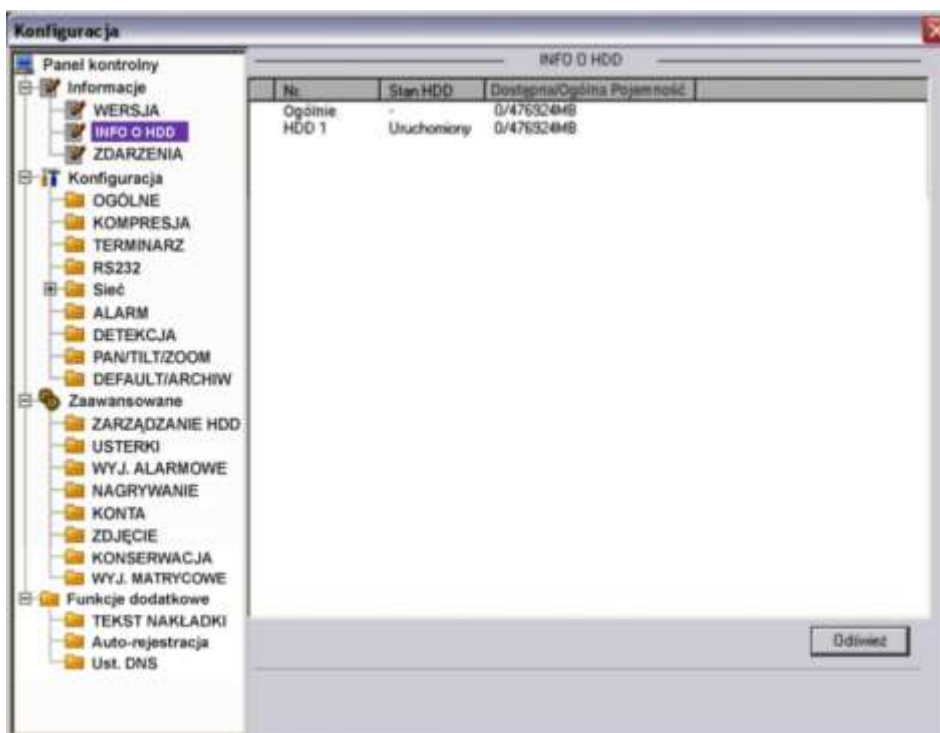 Konfiguracja
Panel kontrolny
Informacje
WERSJA
INFO O HDD
ZDARZENIA
Konfiguracja
OGÓLNE
KOMPRESJA
TERMINARZ
RS232
Sieć
ALARM
DETEKCJA
PAN/TILT/ZOOM
DEFAULT/ARCHIW
Zaawansowane
ZARZĄDZANIE HDD
USTERKI
WYJ. ALARMOWE
NAGRYWANIE
KONTA
ZDJĘCIE
KONSERWACJA
WYJ. MATRYCOWE
Funkcje dodatkowe
TEKST NAKŁADKI
Auto-rejestracja
Ust. DNS
INFO O HDD
Nr. Stan HDD Dostępna/Ogólna Pojemność
Ogólnie - 0/476924MB
HDD 1 Uruchomiony 0/476924MB
Odśwież